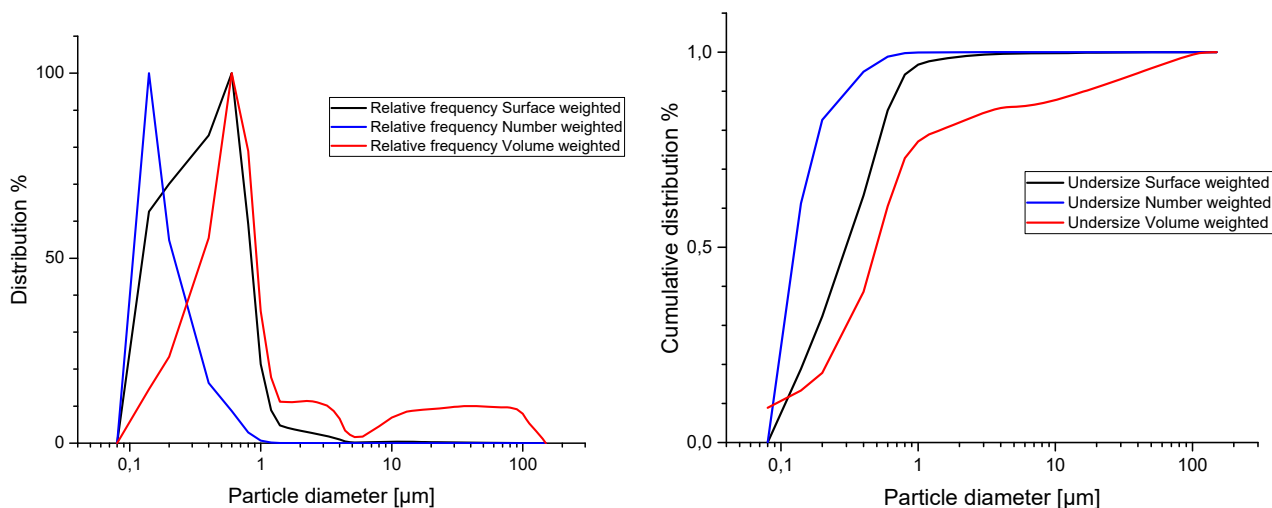 100
50
0
0,1
1
10
100
Distribution %
Particle diameter [µm]
Relative frequency Surface weighted
Relative frequency Number weighted
Relative frequency Volume weighted
1,0
0,5
0,0
0,1
1
10
100
Cumulative distribution %
Particle diameter [µm]
Undersize Surface weighted
Undersize Number weighted
Undersize Volume weighted